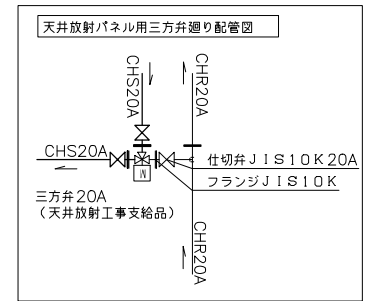 天井放射パネル用三方弁廻り配管図
CHS20A
CHR20A
CHS20A
仕切弁JIS10K20A
フランジJIS10K
M
三方弁20A
(天井放射工事支給品)
CHR20A